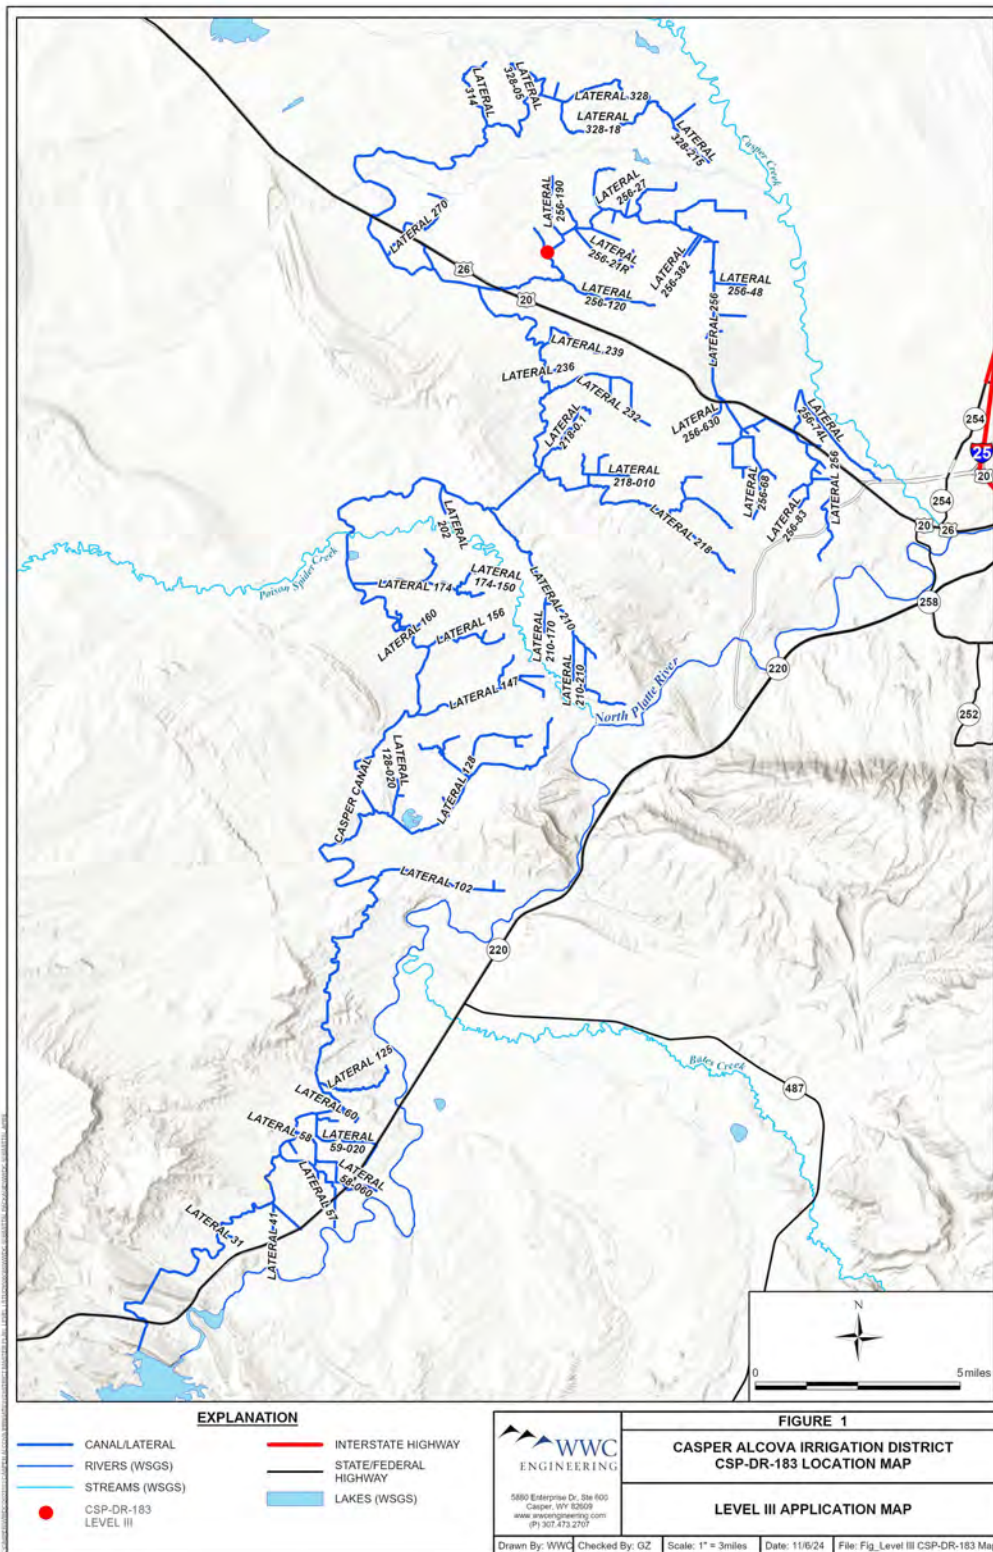 LATERAL
314
LATERAL
328-05
LATERAL 328
LATERAL
328-18
LATERAL
328-215
Casper Creek
LATERAL 270
LATERAL
256-190
LATERAL
256-27
LATERAL
256-21R
LATERAL
256-382
LATERAL
256-48
26
20
LATERAL
256-120
LATERAL 256
LATERAL 239
LATERAL 236
LATERAL 232
LATERAL
218-0.1
LATERAL
256-630
LATERAL
256-74L
254
25
20
LATERAL
218-010
LATERAL
256-68
LATERAL 256
254
LATERAL
256-83
20
26
LATERAL
202
LATERAL 218
Poison Spider Creek
LATERAL 174
LATERAL
174-150
LATERAL 210
258
LATERAL 160
LATERAL 156
LATERAL
210-170
LATERAL
210-210
220
LATERAL 147
North Platte River
252
CASPER CANAL
LATERAL
128-020
LATERAL 128
LATERAL 102
220
Bates Creek
487
LATERAL 125
LATERAL 60
LATERAL 58
LATERAL
59-020
LATERAL
58-060
LATERAL 57
LATERAL 41
LATERAL 31
N
0
5 miles
EXPLANATION
CANAL/LATERAL
RIVERS (WSGS)
STREAMS (WSGS)
CSP-DR-183
LEVEL III
INTERSTATE HIGHWAY
STATE/FEDERAL
HIGHWAY
LAKES (WSGS)
WWC
ENGINEERING
5880 Enterprise Dr, Ste 600
Casper, WY 82609
www.wwcengineering.com
(P) 307.473.2707
FIGURE 1
CASPER ALCOVA IRRIGATION DISTRICT
CSP-DR-183 LOCATION MAP
LEVEL III APPLICATION MAP
Drawn By: WWC
Checked By: GZ
Scale: 1" = 3miles
Date: 11/6/24
File: Fig_Level III CSP-DR-183 Map